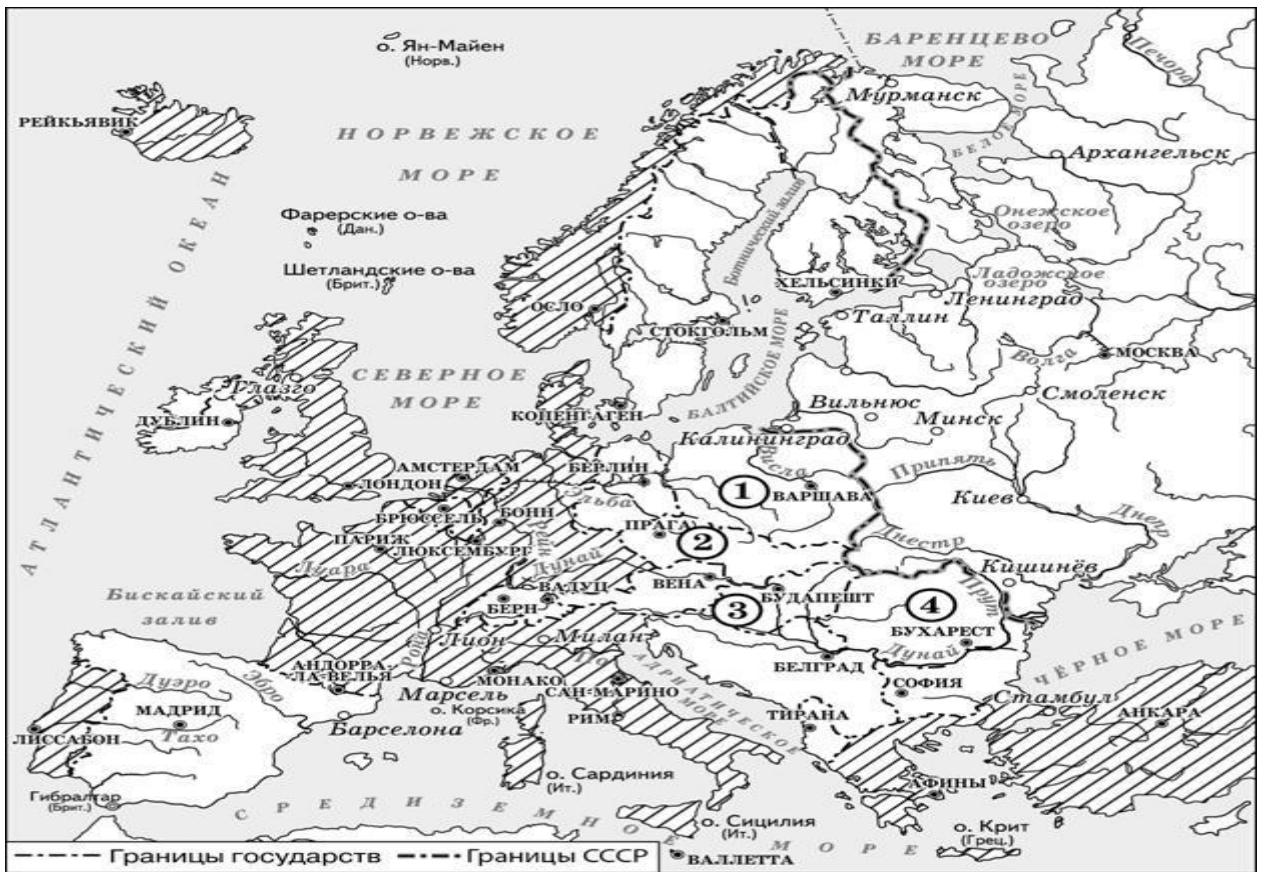 о. Ян-Майен
(Норв.)
БАРЕНЦЕВО
МОРЕ
Печора
РЕЙКЬЯВИК
НОРВЕЖСКОЕ
МОРЕ
Мурманск
БЕЛОЕ МОРЕ
Архангельск
АТЛАНТИЧЕСКИЙ ОКЕАН
Фарерские о-ва
(Дан.)
Шетландские о-ва
(Брит.)
Ботнический залив
Онежское
озеро
Ладожское
озеро
ХЕЛЬСИНКИ
Ленинград
ОСЛО
СТОКГОЛЬМ
Таллин
БАЛТИЙСКОЕ МОРЕ
Волга
МОСКВА
СЕВЕРНОЕ
МОРЕ
Глазго
ДУБЛИН
КОПЕНГАГЕН
Смоленск
Вильнюс
Минск
Калининград
АМСТЕРДАМ
БЕРЛИН
Висла
Припять
ЛОНДОН
Эльба
1
ВАРШАВА
Киев
БРЮССЕЛЬ
БОНН
Рейн
ПРАГА
2
Днестр
Днепр
ПАРИЖ
ЛЮКСЕМБУРГ
Луара
Дунай
ВЕНА
Кишинёв
Бискайский
залив
БЕРН
ВАДУЦ
3
БУДАПЕШТ
4
Прут
Лион
Милан
БУХАРЕСТ
Рона
По
Дунай
БЕЛГРАД
ЧЁРНОЕ МОРЕ
АНДОРРА-
ЛА-ВЕЛЬЯ
МОНАКО
САН-МАРИНО
АДРИАТИЧЕСКОЕ
МОРЕ
СОФИЯ
Дуэро
Эбро
Марсель
о. Корсика
(Фр.)
Стамбул
МАДРИД
РИМ
ТИРАНА
АНКАРА
ЛИССАБОН
Тахо
Барселона
о. Сардиния
(Ит.)
АФИНЫ
Гибралтар
(Брит.)
СРЕДИЗЕМНОЕ
МОРЕ
о. Сицилия
(Ит.)
о. Крит
(Грец.)
Границы государств
Границы СССР
ВАЛЛЕТТА